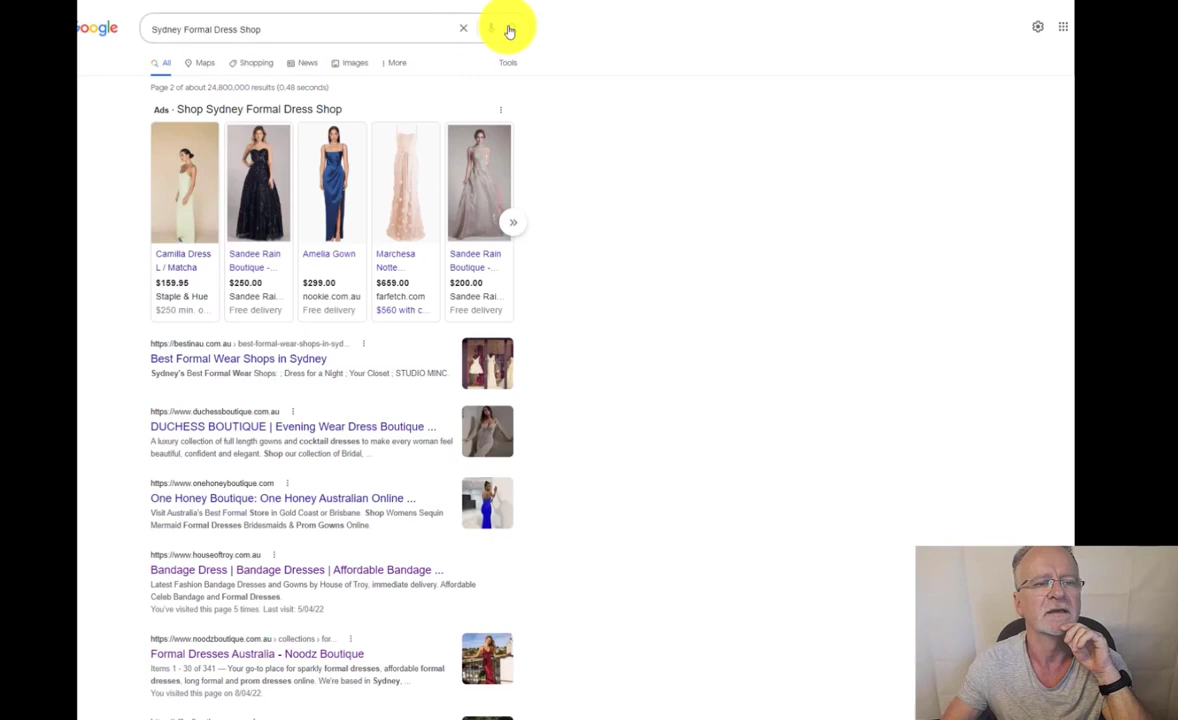 Google
Sydney Formal Dress Shop
All Maps Shopping News Images More Tools
Page 2 of about 24,800,000 results (0.48 seconds)
Ads · Shop Sydney Formal Dress Shop
Camilla Dress
L / Matcha
$159.95
Staple & Hue
$250 min. o...
Sandee Rain
Boutique -...
$250.00
Sandee Rai...
Free delivery
Amelia Gown
$299.00
nookie.com.au
Free delivery
Marchesa
Notte...
$659.00
farfetch.com
$560 with c...
Sandee Rain
Boutique -...
$200.00
Sandee Rai...
Free delivery
https://bestinau.com.au › best-formal-wear-shops-in-syd...
Best Formal Wear Shops in Sydney
Sydney's Best Formal Wear Shops: ; Dress for a Night ; Your Closet ; STUDIO MINC.
https://www.duchessboutique.com.au
DUCHESS BOUTIQUE | Evening Wear Dress Boutique ...
A luxury collection of full length gowns and cocktail dresses to make every woman feel
beautiful, confident and elegant. Shop our collection of Bridal, ...
https://www.onehoneyboutique.com
One Honey Boutique: One Honey Australian Online ...
Visit Australia's Best Formal Store in Gold Coast or Brisbane. Shop Womens Sequin
Mermaid Formal Dresses Bridesmaids & Prom Gowns Online.
https://www.houseoftroy.com.au
Bandage Dress | Bandage Dresses | Affordable Bandage ...
Latest Fashion Bandage Dresses and Gowns by House of Troy, immediate delivery. Affordable
Celeb Bandage and Formal Dresses.
You've visited this page 5 times. Last visit: 5/04/22
https://www.noodzboutique.com.au › collections › for...
Formal Dresses Australia - Noodz Boutique
Items 1 - 30 of 341 — Your go-to place for sparkly formal dresses, affordable formal
dresses, long formal and prom dresses online. We're based in Sydney, ...
You visited this page on 8/04/22.